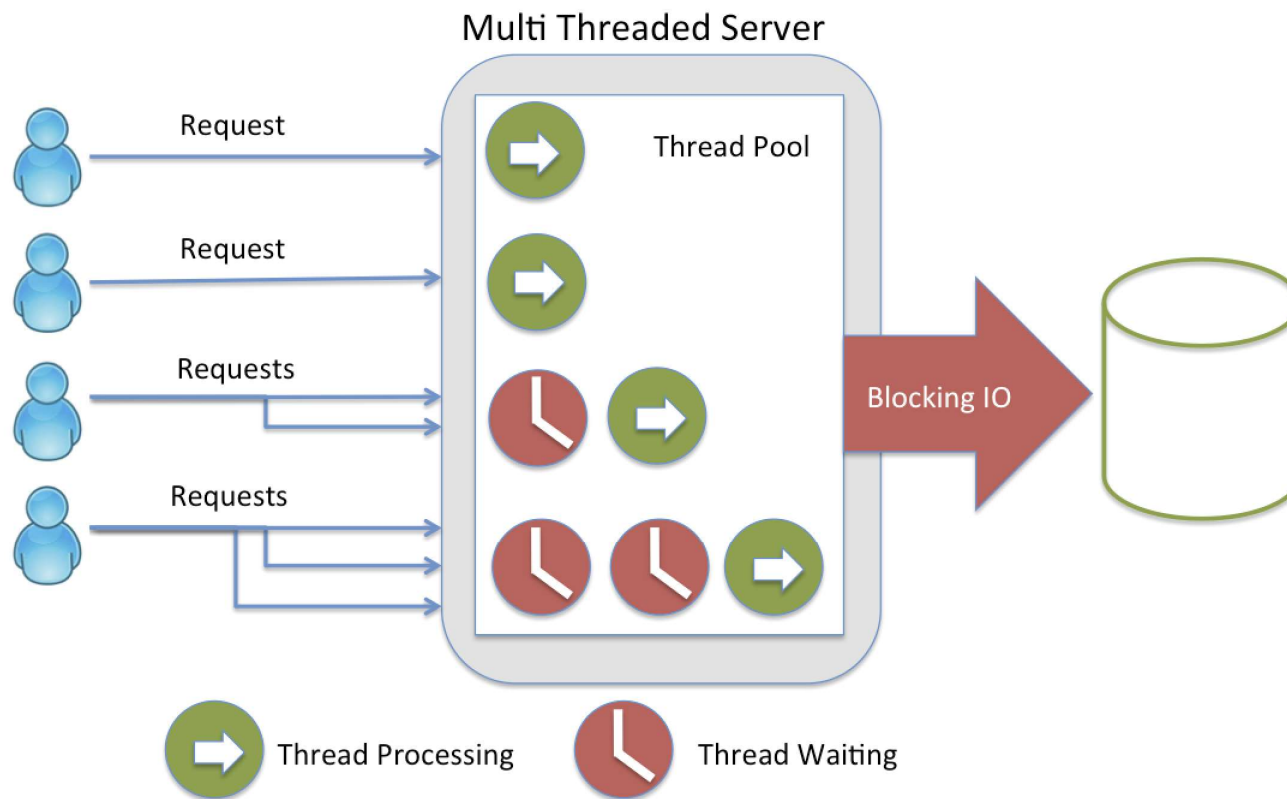 Multi Threaded Server
Request
Thread Pool
Request
Requests
Blocking IO
Requests
Thread Processing
Thread Waiting